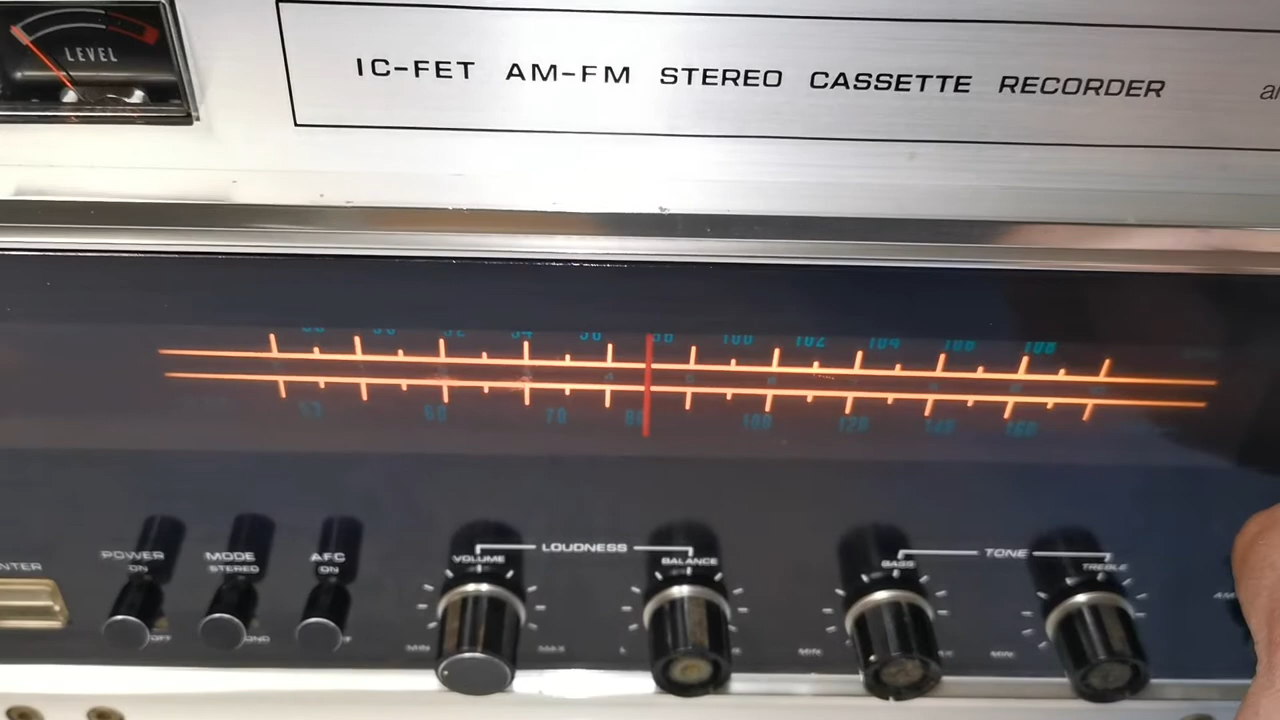 LEVEL
IC-FET AM-FM STEREO CASSETTE RECORDER
88 90 92 94 96 98 100 102 104 106 108
53 60 70 80 100 120 140 160
POWER
ON
OFF
MODE
STEREO
AFC
ON
LOUDNESS
VOLUME
BALANCE
MIN
MAX
L
TONE
BASS
TREBLE
MIN
MIN